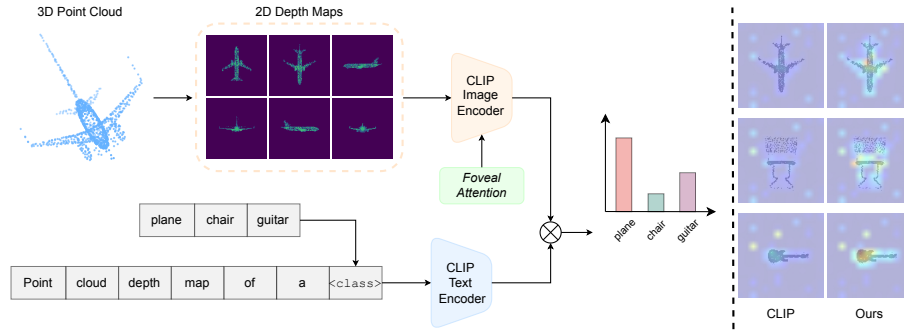 3D Point Cloud
2D Depth Maps
CLIP
Image
Encoder
Foveal
Attention
plane chair guitar
Point cloud depth map of a <class>
CLIP
Text
Encoder
plane
chair
guitar
CLIP
Ours